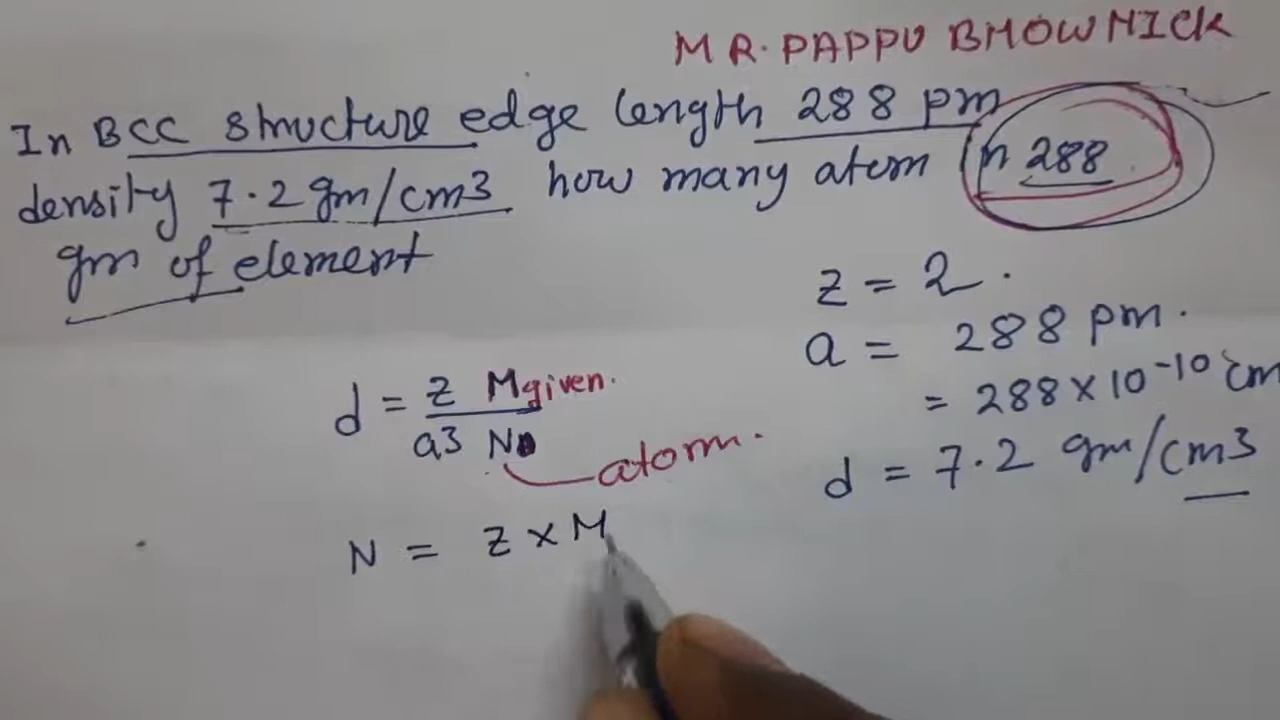 MR. PAPPU BHOWMICK
In BCC structure edge length 288 pm
density 7.2 gm/cm3 how many atom in 288
gm of element
z = 2.
a = 288 pm.
= 288 × 10-10 cm
d = 7.2 gm/cm3
d = z Mgiven.
a3 N
atom.
N = z × M